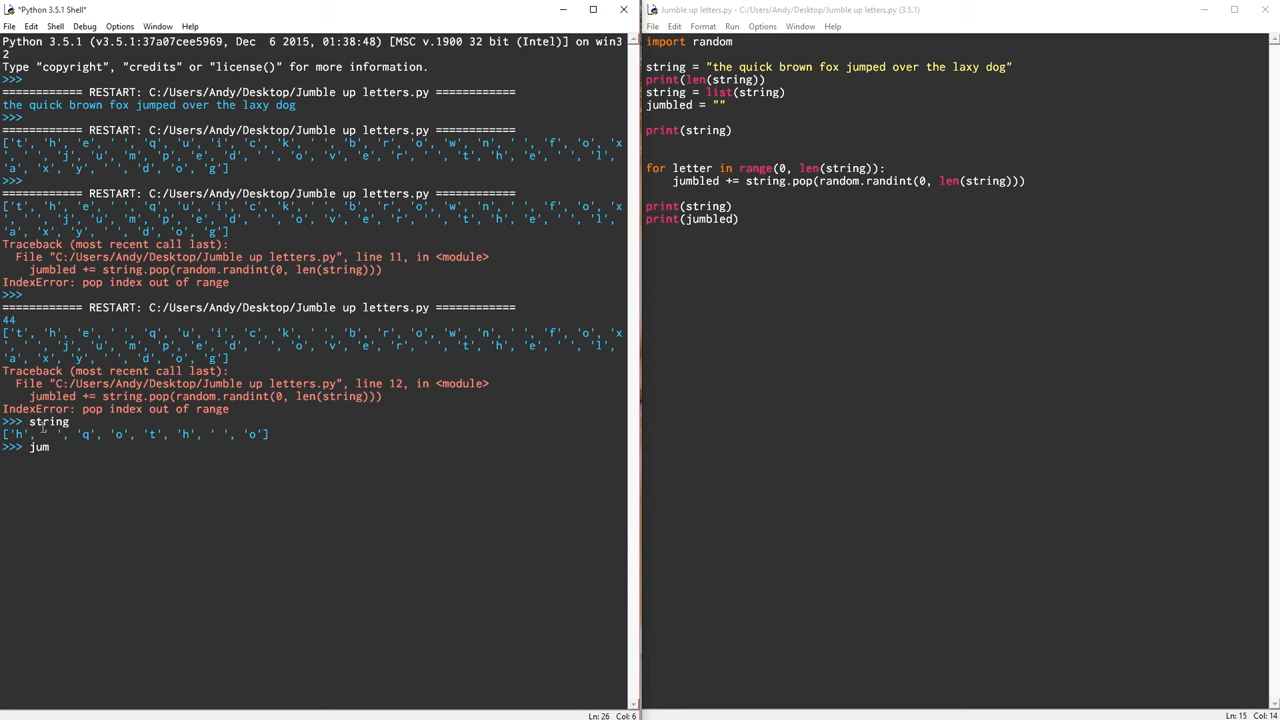 *Python 3.5.1 Shell*
File Edit Shell Debug Options Window Help
Python 3.5.1 (v3.5.1:37a07cee5969, Dec  6 2015, 01:38:48) [MSC v.1900 32 bit (Intel)] on win3
2
Type "copyright", "credits" or "license()" for more information.
>>>
============ RESTART: C:/Users/Andy/Desktop/Jumble up letters.py ============
the quick brown fox jumped over the laxy dog
>>>
============ RESTART: C:/Users/Andy/Desktop/Jumble up letters.py ============
['t', 'h', 'e', ' ', 'q', 'u', 'i', 'c', 'k', ' ', 'b', 'r', 'o', 'w', 'n', ' ', 'f', 'o', 'x
', ' ', 'j', 'u', 'm', 'p', 'e', 'd', ' ', 'o', 'v', 'e', 'r', ' ', 't', 'h', 'e', ' ', 'l',
'a', 'x', 'y', ' ', 'd', 'o', 'g']
>>>
============ RESTART: C:/Users/Andy/Desktop/Jumble up letters.py ============
['t', 'h', 'e', ' ', 'q', 'u', 'i', 'c', 'k', ' ', 'b', 'r', 'o', 'w', 'n', ' ', 'f', 'o', 'x
', ' ', 'j', 'u', 'm', 'p', 'e', 'd', ' ', 'o', 'v', 'e', 'r', ' ', 't', 'h', 'e', ' ', 'l',
'a', 'x', 'y', ' ', 'd', 'o', 'g']
Traceback (most recent call last):
  File "C:/Users/Andy/Desktop/Jumble up letters.py", line 11, in <module>
    jumbled += string.pop(random.randint(0, len(string)))
IndexError: pop index out of range
>>>
============ RESTART: C:/Users/Andy/Desktop/Jumble up letters.py ============
44
['t', 'h', 'e', ' ', 'q', 'u', 'i', 'c', 'k', ' ', 'b', 'r', 'o', 'w', 'n', ' ', 'f', 'o', 'x
', ' ', 'j', 'u', 'm', 'p', 'e', 'd', ' ', 'o', 'v', 'e', 'r', ' ', 't', 'h', 'e', ' ', 'l',
'a', 'x', 'y', ' ', 'd', 'o', 'g']
Traceback (most recent call last):
  File "C:/Users/Andy/Desktop/Jumble up letters.py", line 12, in <module>
    jumbled += string.pop(random.randint(0, len(string)))
IndexError: pop index out of range
>>> string
['h', ' ', 'q', 'o', 't', 'h', ' ', 'o']
>>> jum
Ln: 26 Col: 6
Jumble up letters.py - C:/Users/Andy/Desktop/Jumble up letters.py (3.5.1)
File Edit Format Run Options Window Help
import random
string = "the quick brown fox jumped over the laxy dog"
print(len(string))
string = list(string)
jumbled = ""
print(string)
for letter in range(0, len(string)):
    jumbled += string.pop(random.randint(0, len(string)))
print(string)
print(jumbled)
Ln: 15 Col: 14